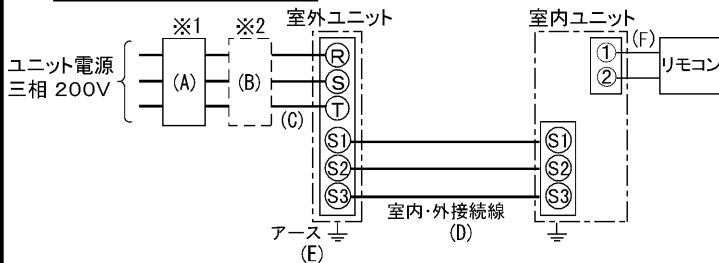 室外ユニット
室内ユニット
※1
※2
ユニット電源
三相 200V
(A)
(B)
(C)
R
S
T
S1
S2
S3
室内・外接続線
(D)
アース
(E)
S1
S2
S3
①
②
(F)
リモコン